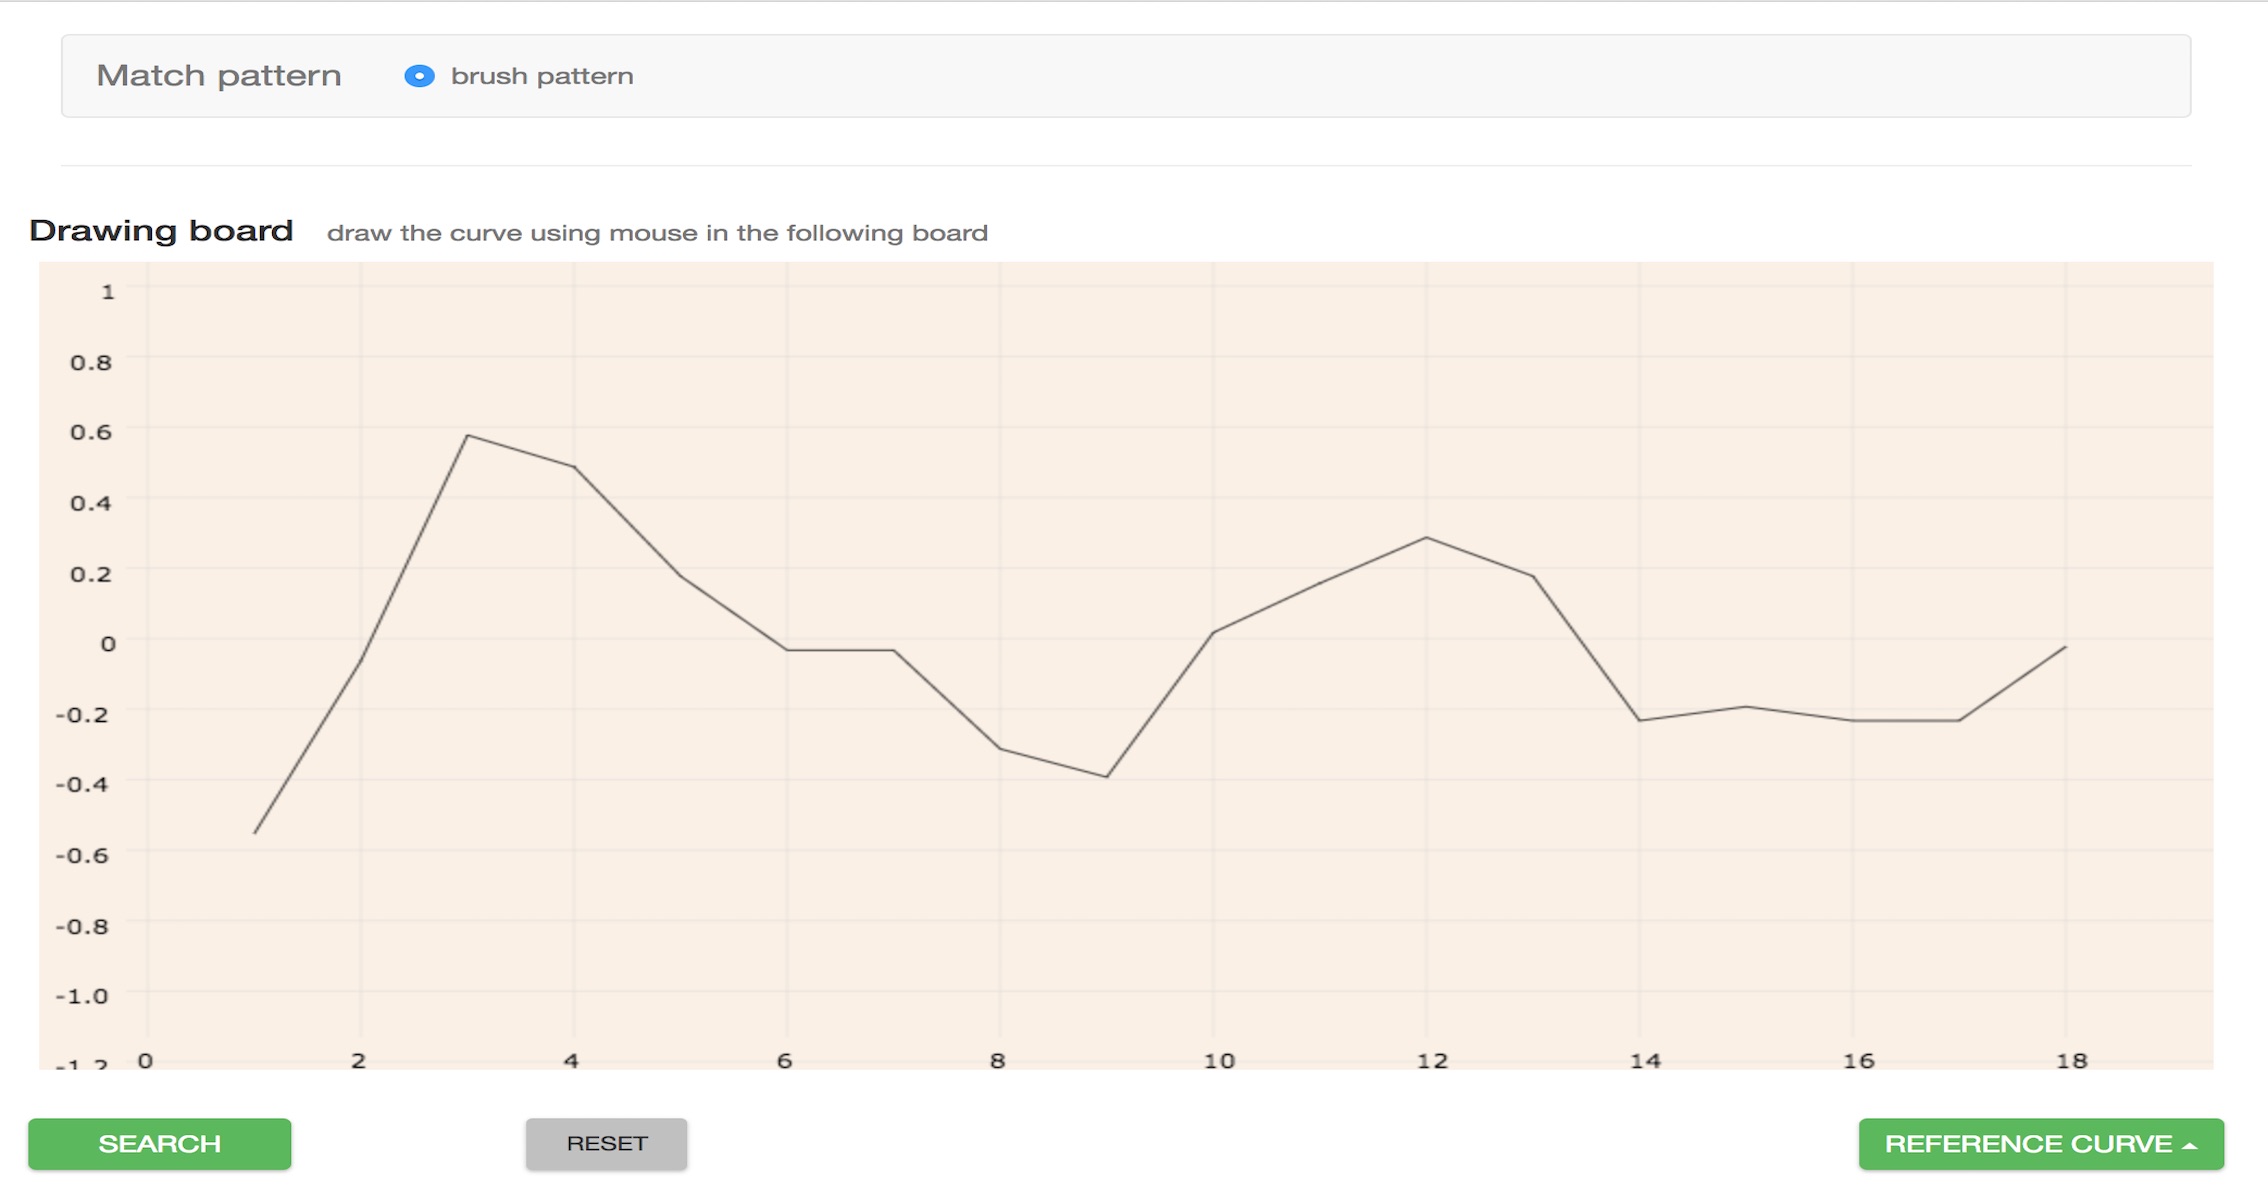 Match pattern brush pattern
Drawing board draw the curve using mouse in the following board
1
0.8
0.6
0.4
0.2
0
-0.2
-0.4
-0.6
-0.8
-1.0
-1.2 0 2 4 6 8 10 12 14 16 18
SEARCH RESET REFERENCE CURVE